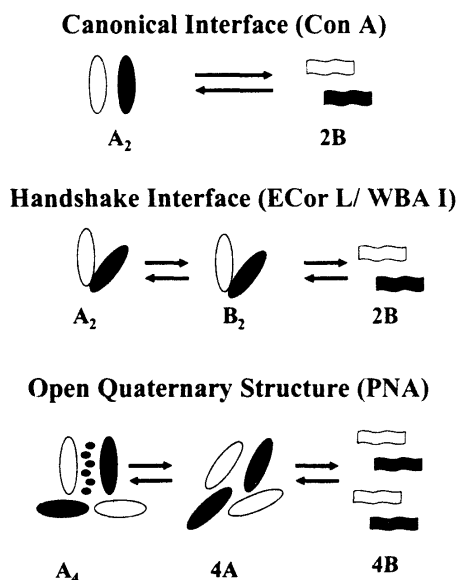 Canonical Interface (Con A)
A2 2B
Handshake Interface (ECor L/ WBA I)
A2 B2 2B
Open Quaternary Structure (PNA)
A4 4A 4B